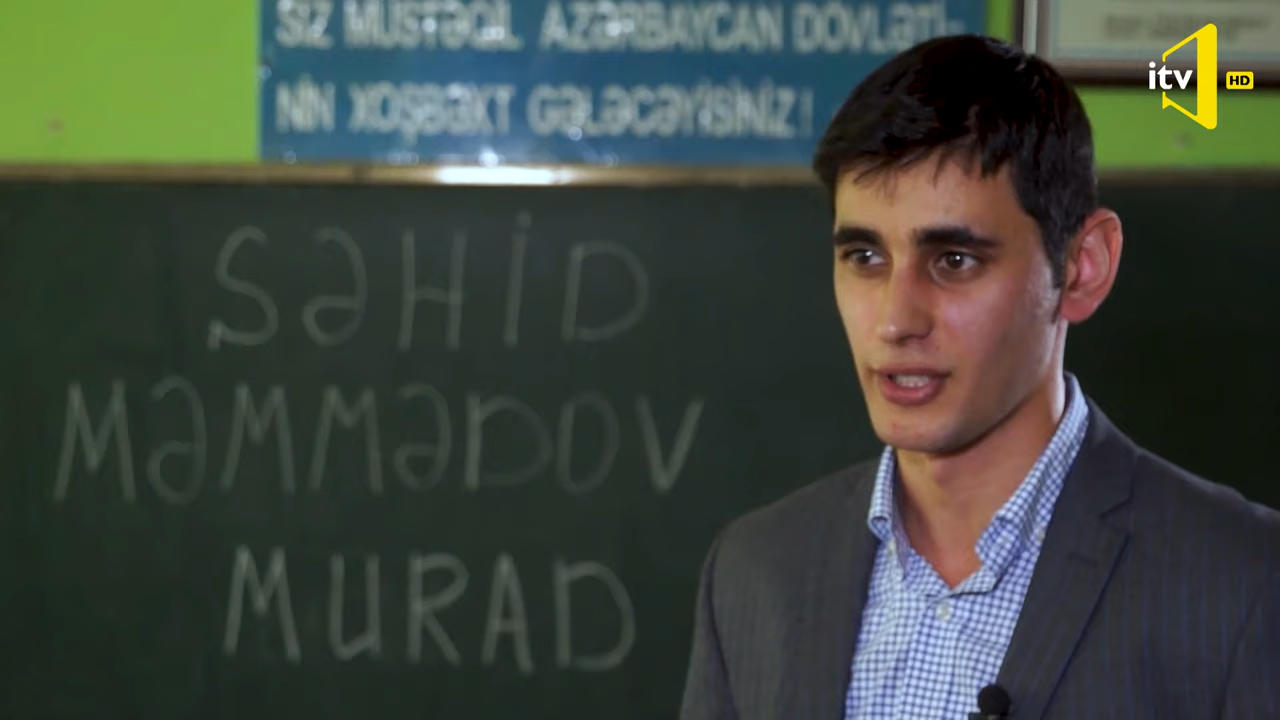 SİZ MÜSTƏQİL AZƏRBAYCAN DÖVLƏTİ-
NİN XOŞBƏXT GƏLƏCƏYİSİNİZ!
itv HD
ŞƏHİD
MƏMMƏDOV
MURAD